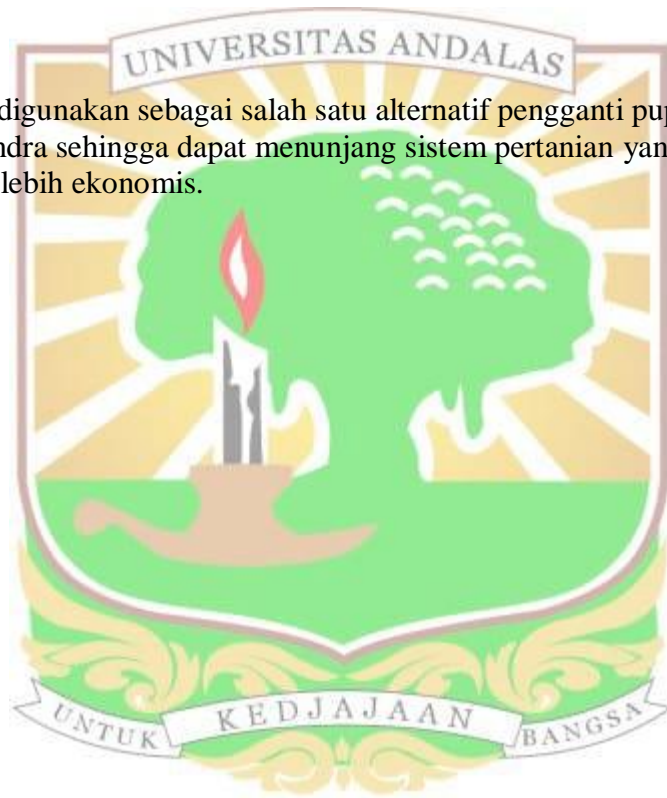 UNIVERSITAS ANDALAS
digunakan sebagai salah satu alternatif pengganti pup
ndra sehingga dapat menunjang sistem pertanian yan
lebih ekonomis.
UNTUK KEDJAJAAN BANGSA